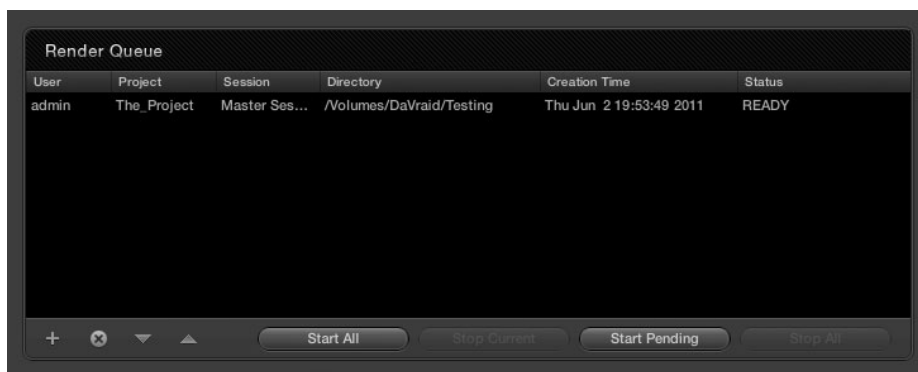 Render Queue
User Project Session Directory Creation Time Status
admin The_Project Master Ses... /Volumes/DaVraid/Testing Thu Jun 2 19:53:49 2011 READY
Start All Stop Current Start Pending Stop All